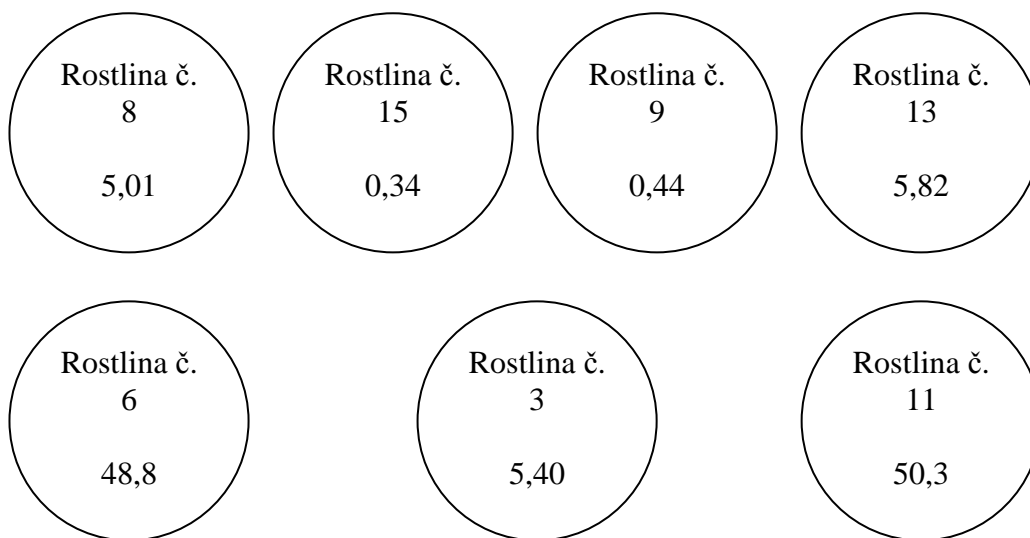 Rostlina č.
8
5,01
Rostlina č.
15
0,34
Rostlina č.
9
0,44
Rostlina č.
13
5,82
Rostlina č.
6
48,8
Rostlina č.
3
5,40
Rostlina č.
11
50,3